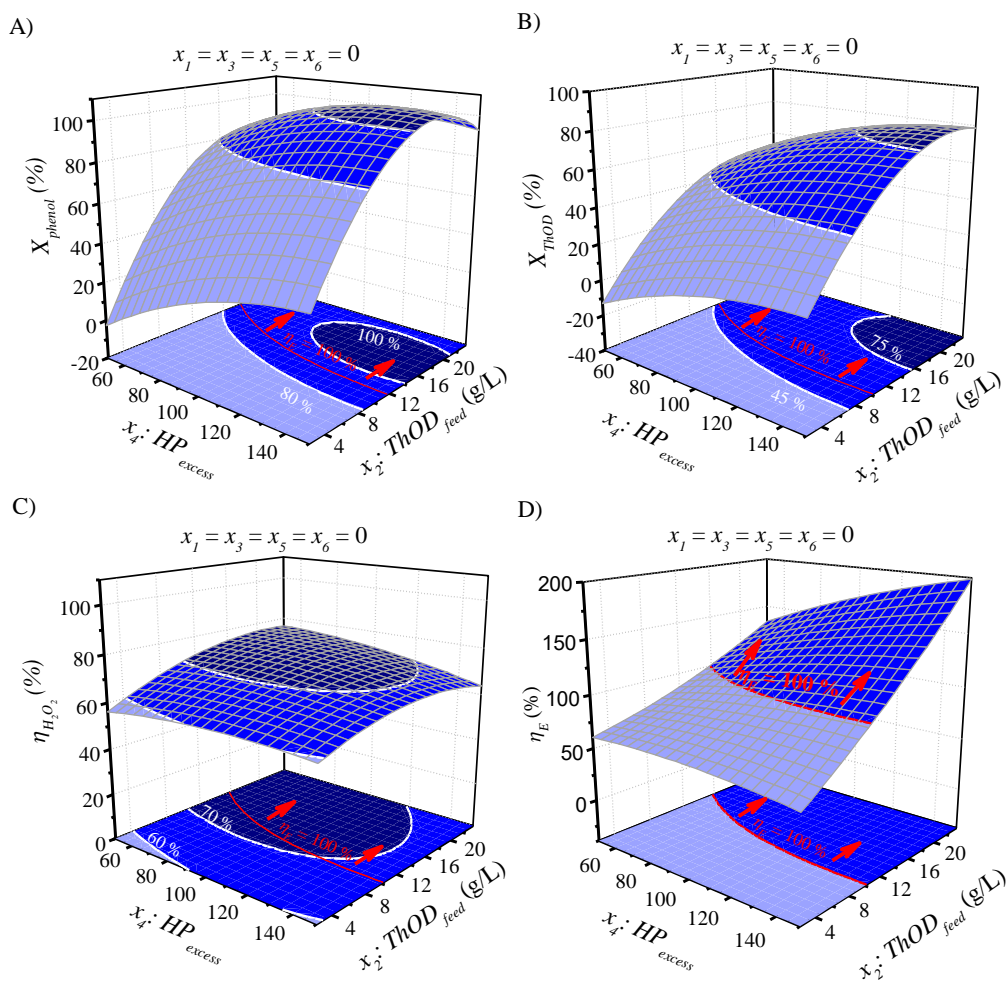 A)
x1 = x3 = x5 = x6 = 0
Xphenol (%)
100
80
60
40
20
0
-20
60
80
100
120
140
x4: HPexcess
4
8
12
16
20
x2: ThODfeed (g/L)
80 %
ηE = 100 %
100 %
B)
x1 = x3 = x5 = x6 = 0
XThOD (%)
100
80
60
40
20
0
-20
-40
60
80
100
120
140
x4: HPexcess
4
8
12
16
20
x2: ThODfeed (g/L)
45 %
ηE = 100 %
75 %
C)
x1 = x3 = x5 = x6 = 0
ηH2O2 (%)
100
80
60
40
20
0
60
80
100
120
140
x4: HPexcess
4
8
12
16
20
x2: ThODfeed (g/L)
60 %
70 %
ηE = 100 %
D)
x1 = x3 = x5 = x6 = 0
ηE (%)
200
150
100
50
0
60
80
100
120
140
x4: HPexcess
4
8
12
16
20
x2: ThODfeed (g/L)
ηE = 100 %
ηE = 100 %